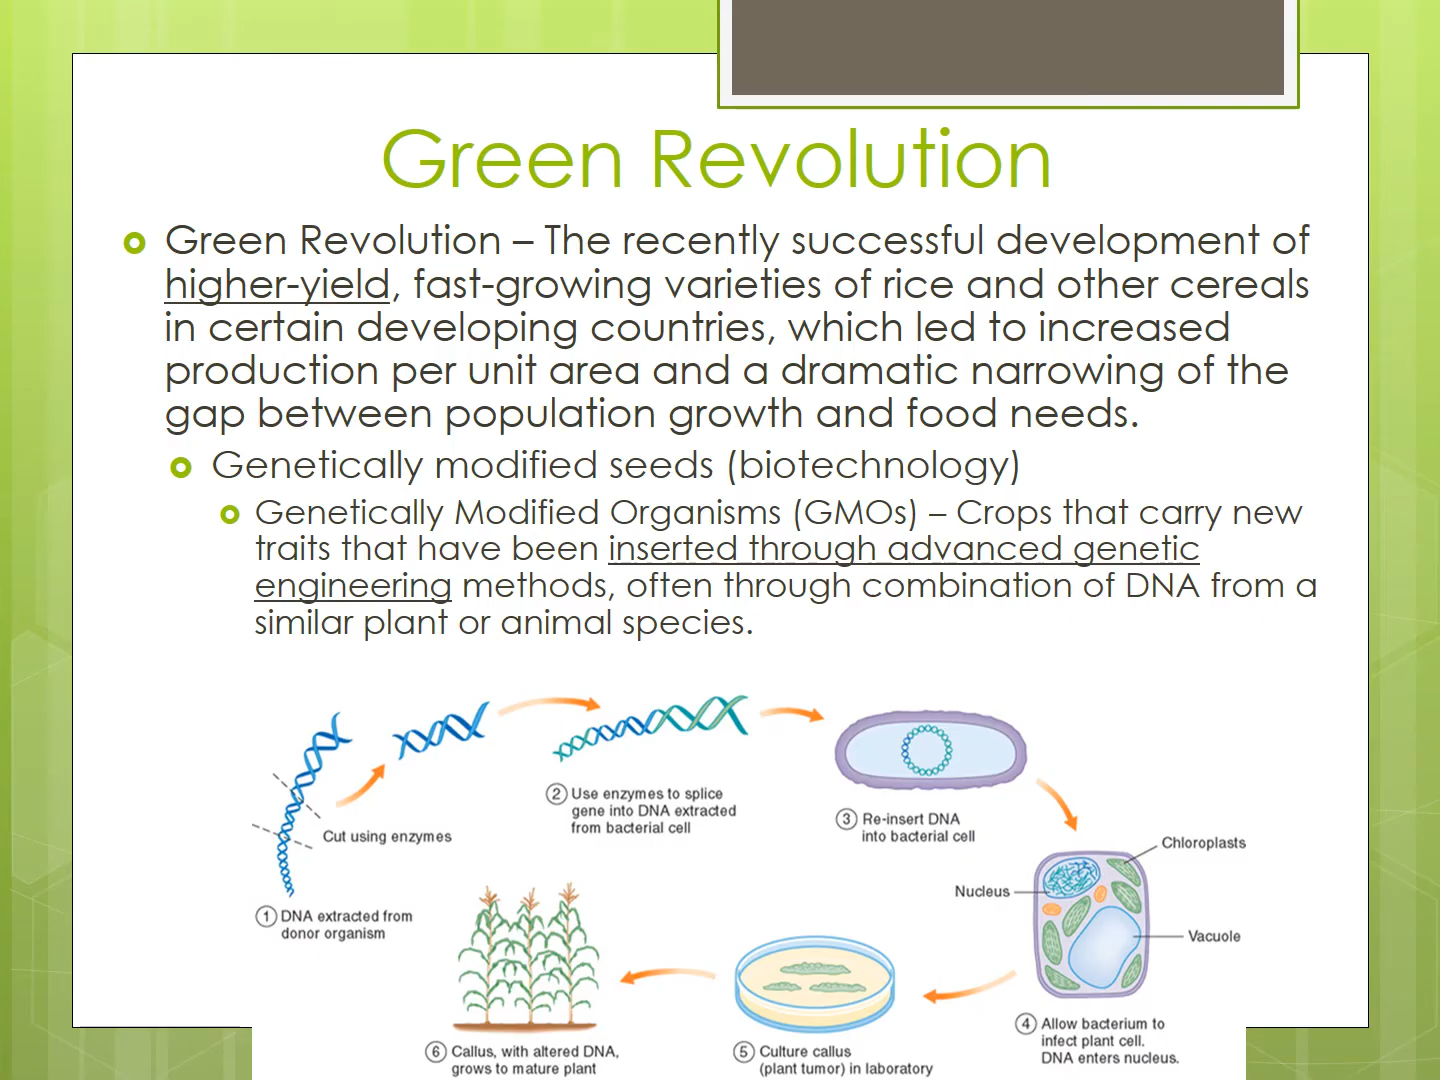 Green Revolution
Green Revolution – The recently successful development of
higher-yield, fast-growing varieties of rice and other cereals
in certain developing countries, which led to increased
production per unit area and a dramatic narrowing of the
gap between population growth and food needs.
Genetically modified seeds (biotechnology)
Genetically Modified Organisms (GMOs) – Crops that carry new
traits that have been inserted through advanced genetic
engineering methods, often through combination of DNA from a
similar plant or animal species.
Cut using enzymes
1 DNA extracted from
donor organism
2 Use enzymes to splice
gene into DNA extracted
from bacterial cell
3 Re-insert DNA
into bacterial cell
Chloroplasts
Nucleus
Vacuole
4 Allow bacterium to
infect plant cell.
DNA enters nucleus.
5 Culture callus
(plant tumor) in laboratory
6 Callus, with altered DNA,
grows to mature plant